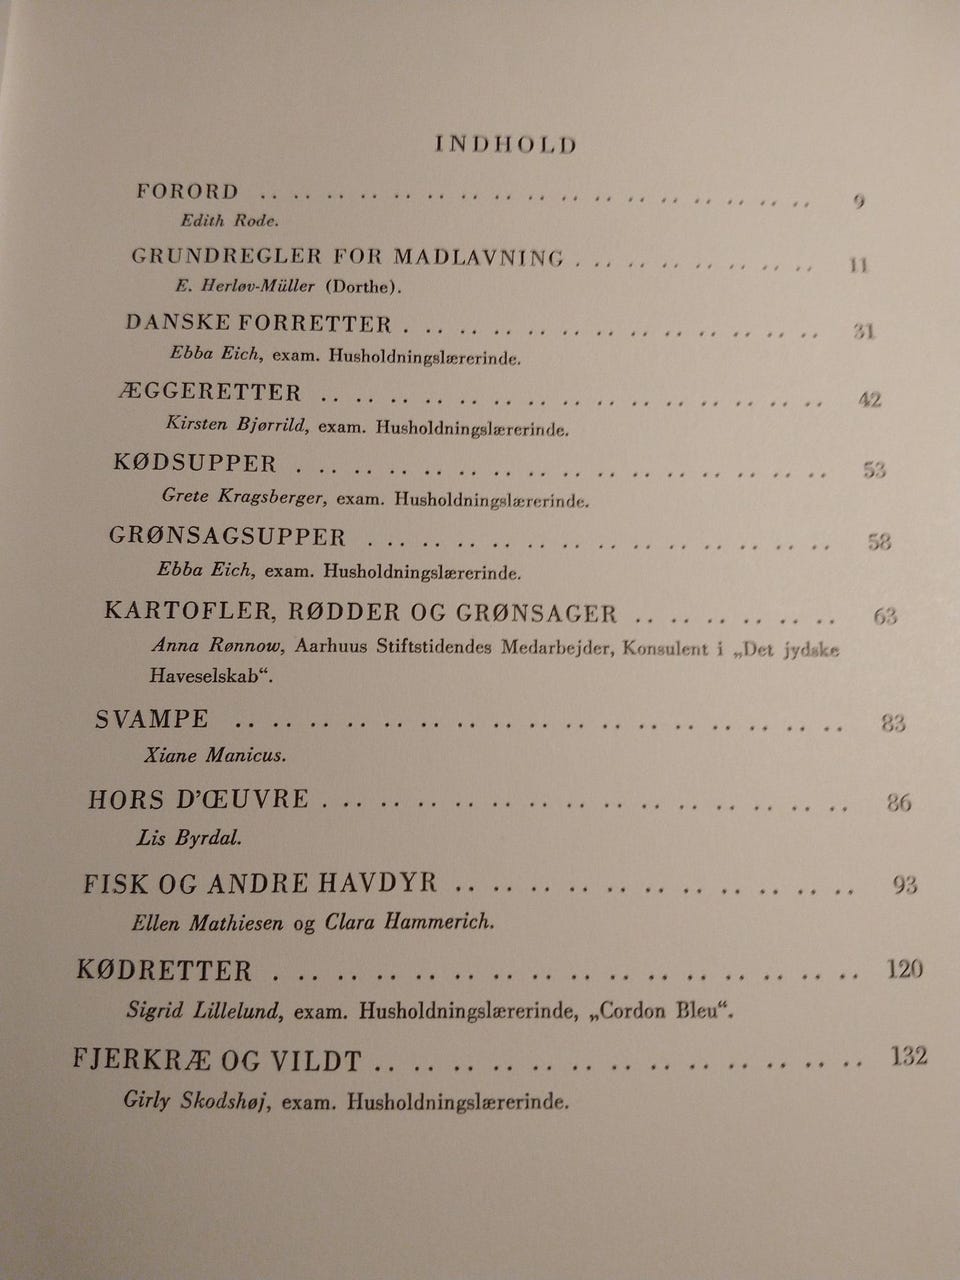 INDHOLD
FORORD .. .. .. .. .. .. .. .. .. .. .. .. .. .. .. .. .. 9
Edith Rode.
GRUNDREGLER FOR MADLAVNING . .. .. .. .. .. .. .. 11
E. Herløv-Müller (Dorthe).
DANSKE FORRETTER . .. .. .. .. .. .. .. .. .. .. .. .. 31
Ebba Eich, exam. Husholdningslærerinde.
ÆGGERETTER .. .. .. .. .. .. .. .. .. .. .. .. .. .. .. 42
Kirsten Bjørrild, exam. Husholdningslærerinde.
KØDSUPPER . .. .. .. .. .. .. .. .. .. .. .. .. .. .. .. 53
Grete Kragsberger, exam. Husholdningslærerinde.
GRØNSAGSUPPER . .. .. .. .. .. .. .. .. .. .. .. .. .. 58
Ebba Eich, exam. Husholdningslærerinde.
KARTOFLER, RØDDER OG GRØNSAGER .. .. .. .. .. .. 63
Anna Rønnow, Aarhuus Stiftstidendes Medarbejder, Konsulent i „Det jydske
Haveselskab“.
SVAMPE .. .. .. .. .. .. .. .. .. .. .. .. .. .. .. .. .. 83
Xiane Manicus.
HORS D’ŒUVRE . .. .. .. .. .. .. .. .. .. .. .. .. .. .. 86
Lis Byrdal.
FISK OG ANDRE HAVDYR .. .. .. .. .. .. .. .. .. .. .. 93
Ellen Mathiesen og Clara Hammerich.
KØDRETTER . .. .. .. .. .. .. .. .. .. .. .. .. .. .. .. 120
Sigrid Lillelund, exam. Husholdningslærerinde, „Cordon Bleu“.
FJERKRÆ OG VILDT .. .. .. .. .. .. .. .. .. .. .. .. .. 132
Girly Skodshøj, exam. Husholdningslærerinde.